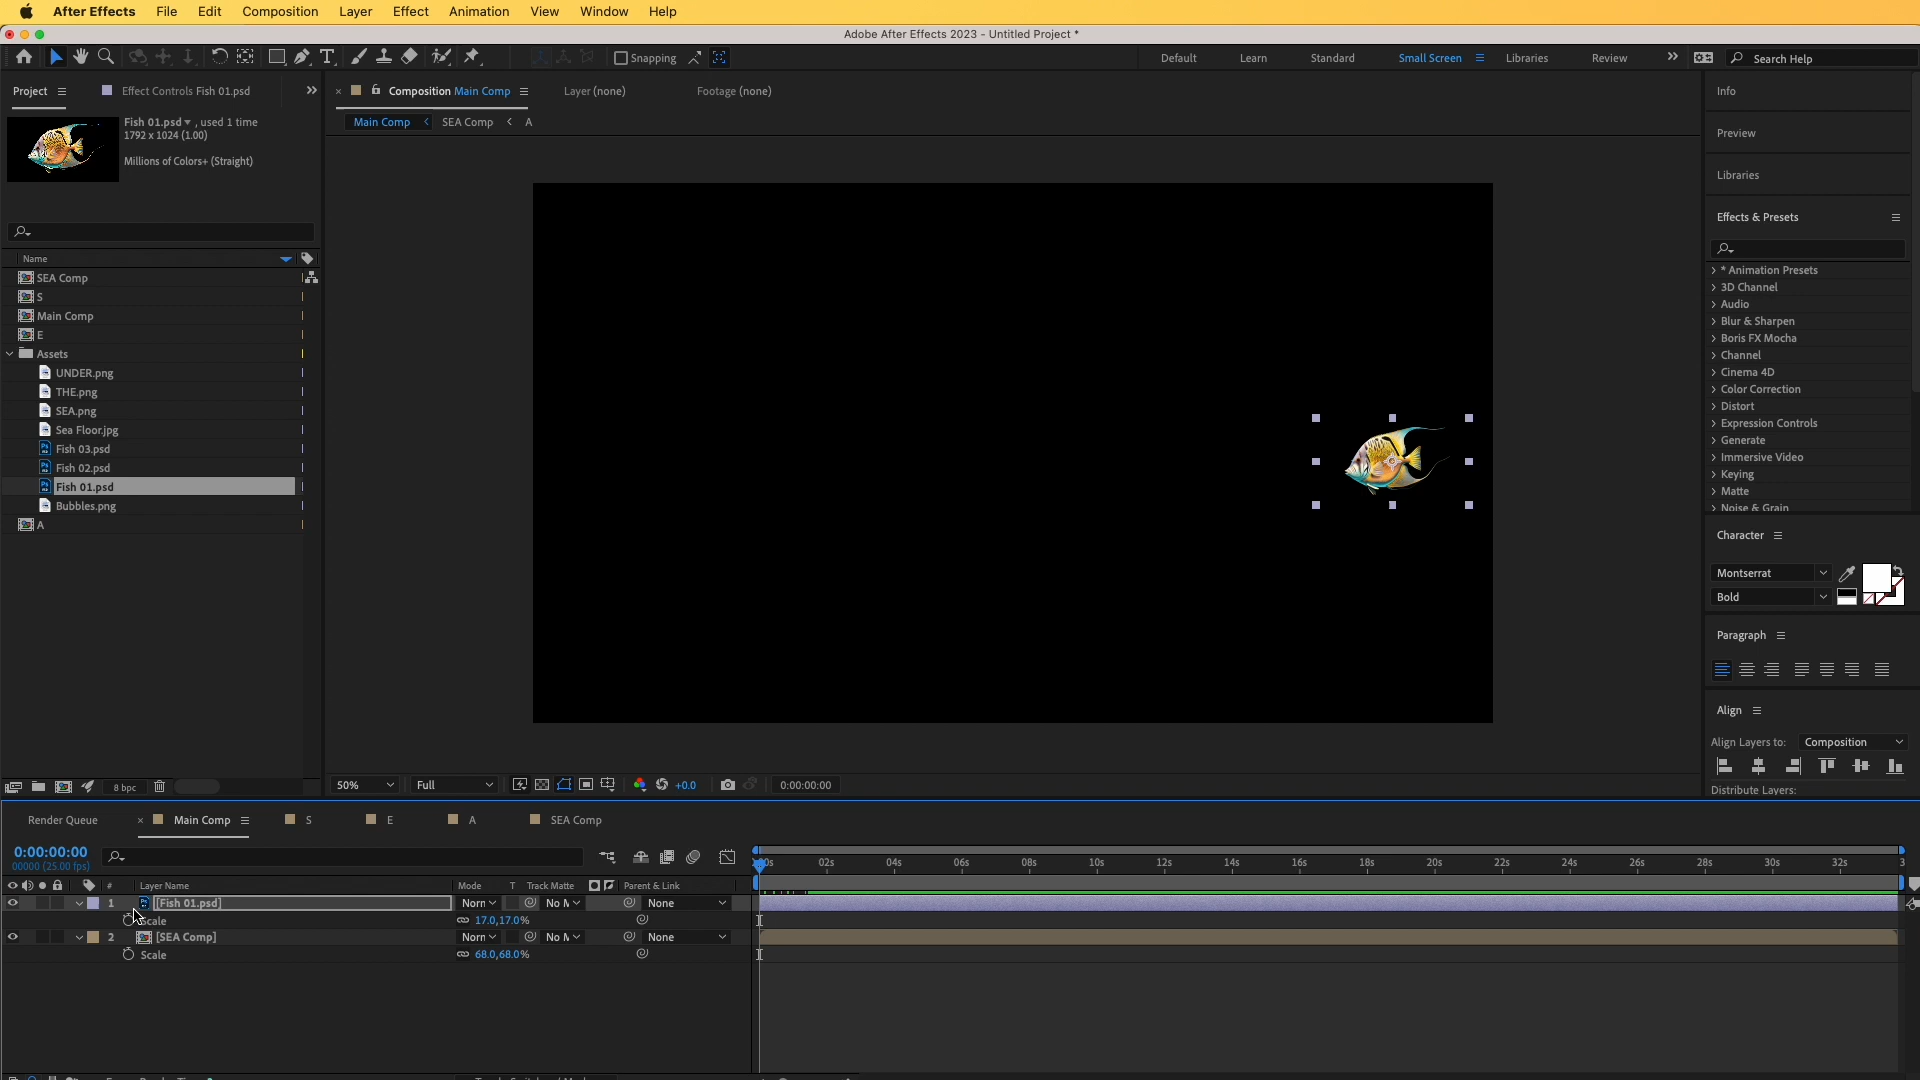 After Effects File Edit Composition Layer Effect Animation View Window Help
Adobe After Effects 2023 - Untitled Project *
Snapping Default Learn Standard Small Screen Libraries Review Search Help
Project Effect Controls Fish 01.psd
Composition Main Comp Layer (none) Footage (none)
Main Comp SEA Comp A
Fish 01.psd , used 1 time
1792 x 1024 (1.00)
Millions of Colors+ (Straight)
Name
SEA Comp
S
Main Comp
E
Assets
UNDER.png
THE.png
SEA.png
Sea Floor.jpg
Fish 03.psd
Fish 02.psd
Fish 01.psd
Bubbles.png
A
8 bpc
50% Full +0.0 0:00:00:00
Info
Preview
Libraries
Effects & Presets
* Animation Presets
3D Channel
Audio
Blur & Sharpen
Boris FX Mocha
Channel
Cinema 4D
Color Correction
Distort
Expression Controls
Generate
Immersive Video
Keying
Matte
Noise & Grain
Character
Montserrat
Bold
Paragraph
Align
Align Layers to: Composition
Distribute Layers:
Render Queue Main Comp S E A SEA Comp
0:00:00:00
00000 (25.00 fps)
02s 04s 06s 08s 10s 12s 14s 16s 18s 20s 22s 24s 26s 28s 30s 32s
# Layer Name Mode T Track Matte Parent & Link
1 [Fish 01.psd] Norn No M None
Scale 17.0,17.0%
2 [SEA Comp] Norn No M None
Scale 68.0,68.0%